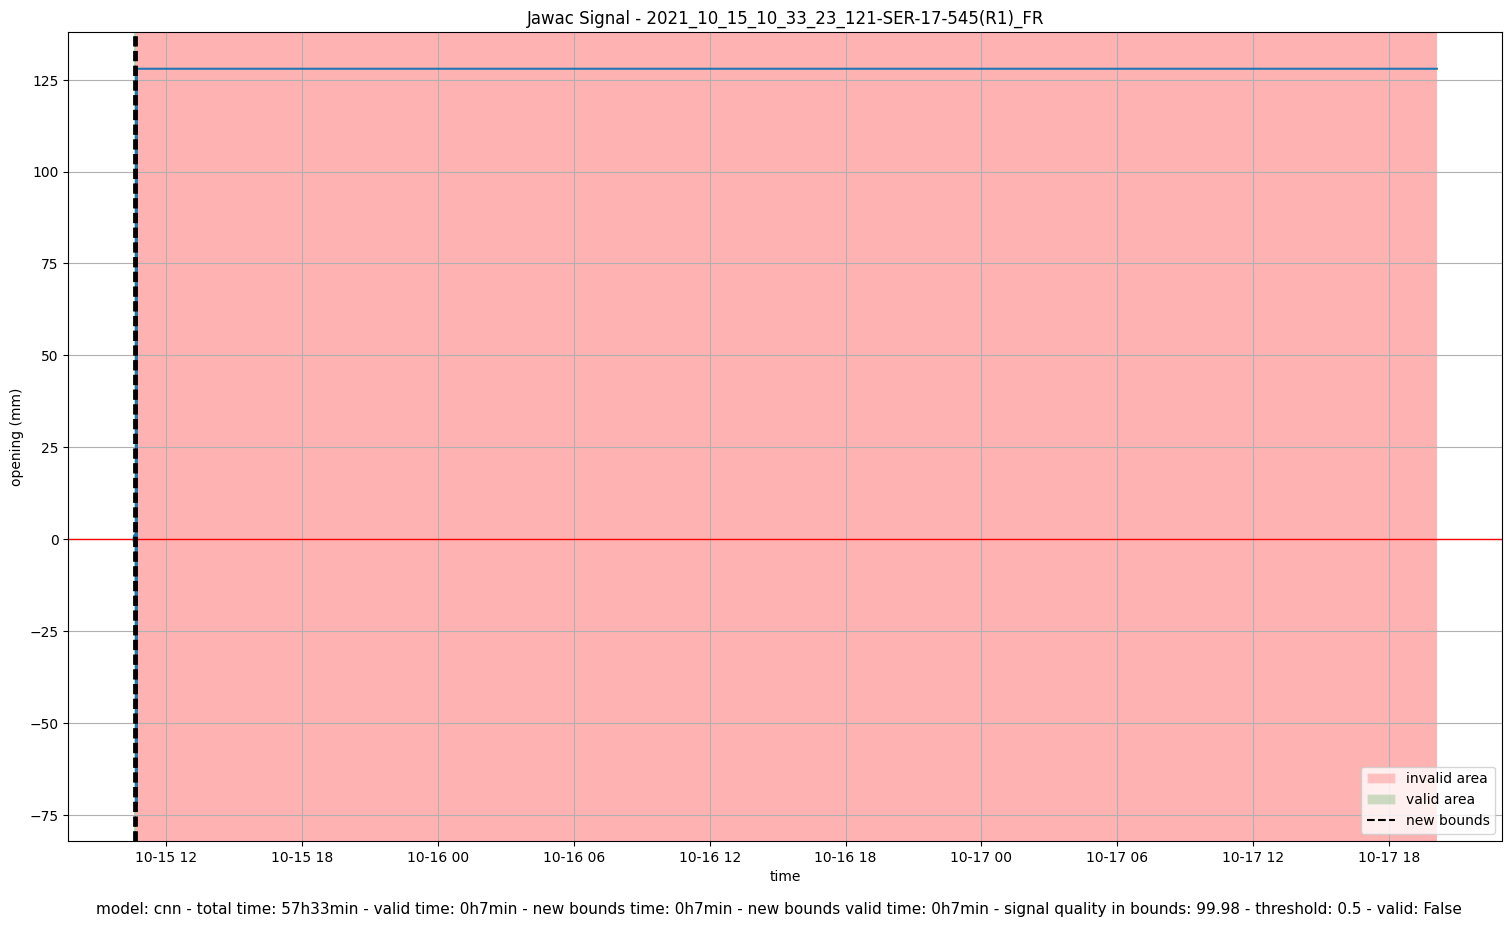 Jawac Signal - 2021_10_15_10_33_23_121-SER-17-545(R1)_FR
125
100
75
50
25
0
−25
−50
−75
opening (mm)
invalid area
valid area
new bounds
10-15 12
10-15 18
10-16 00
10-16 06
10-16 12
10-16 18
10-17 00
10-17 06
10-17 12
10-17 18
time
model: cnn - total time: 57h33min - valid time: 0h7min - new bounds time: 0h7min - new bounds valid time: 0h7min - signal quality in bounds: 99.98 - threshold: 0.5 - valid: False